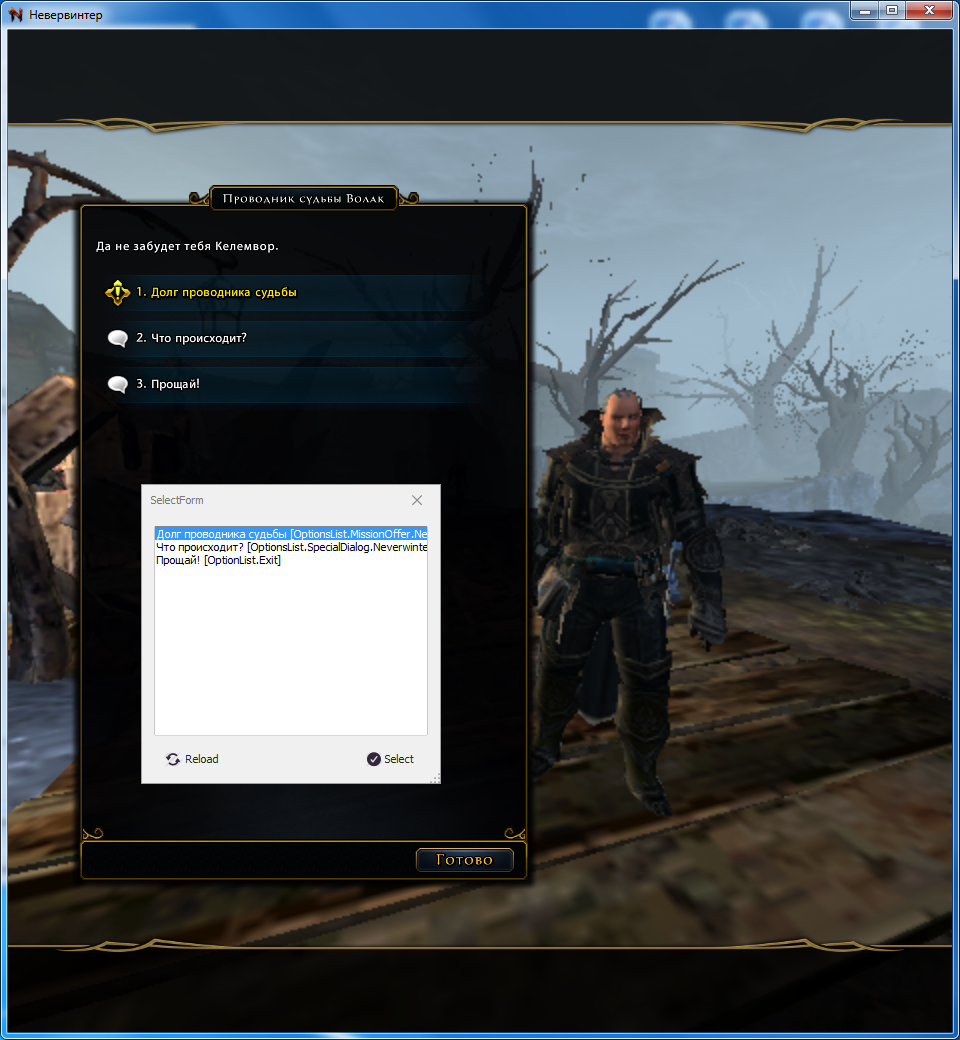 Невервинтер
Проводник судьбы Волак
Да не забудет тебя Келемвор.
1. Долг проводника судьбы
2. Что происходит?
3. Прощай!
SelectForm
Долг проводника судьбы [OptionsList.MissionOffer.Ne
Что происходит? [OptionsList.SpecialDialog.Neverwinte
Прощай! [OptionList.Exit]
Reload
Select
Готово